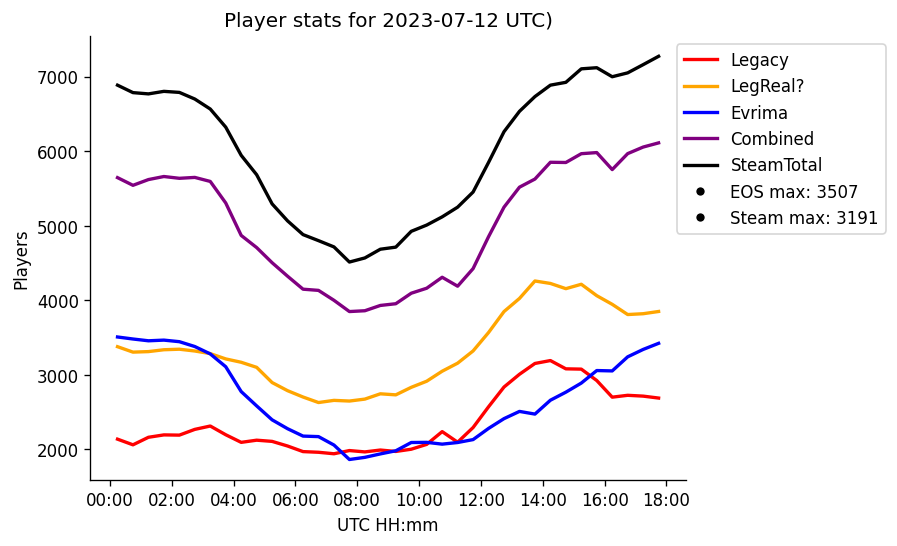 Player stats for 2023-07-12 UTC)
Players
7000
6000
5000
4000
3000
2000
00:00 02:00 04:00 06:00 08:00 10:00 12:00 14:00 16:00 18:00
UTC HH:mm
Legacy
LegReal?
Evrima
Combined
SteamTotal
EOS max: 3507
Steam max: 3191